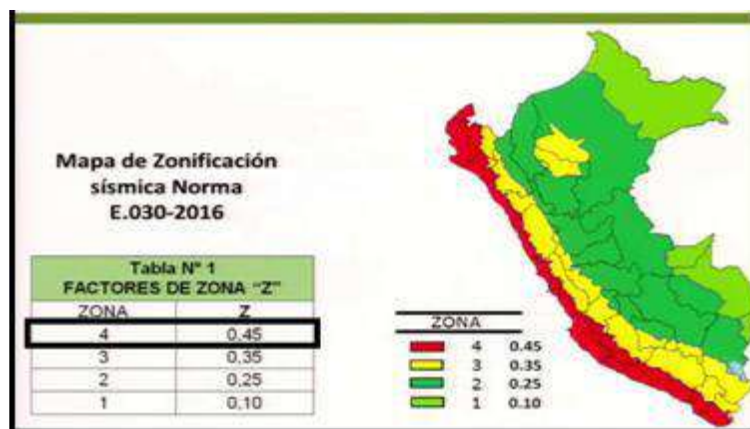 Mapa de Zonificación
sísmica Norma
E.030-2016
Tabla N° 1
FACTORES DE ZONA "Z"
ZONA Z
4 0,45
3 0,35
2 0,25
1 0,10
ZONA
4 0.45
3 0.35
2 0.25
1 0.10